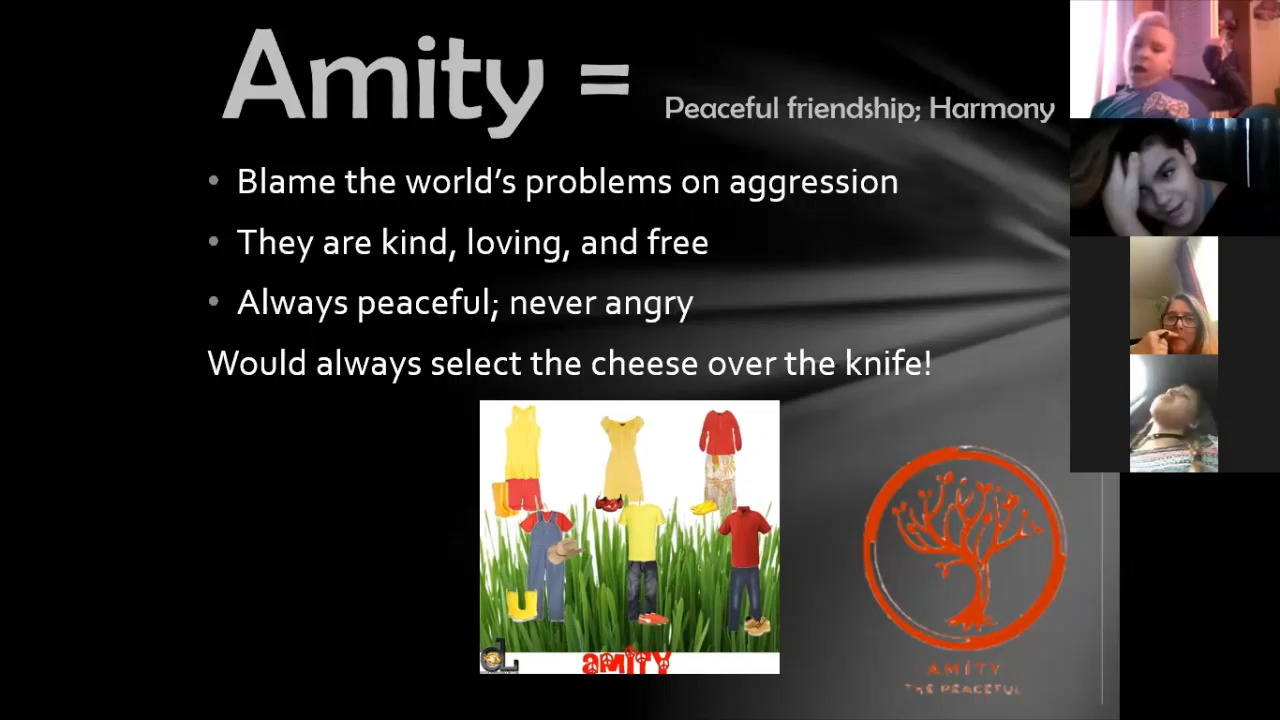 Amity = Peaceful friendship; Harmony
• Blame the world’s problems on aggression
• They are kind, loving, and free
• Always peaceful; never angry
Would always select the cheese over the knife!
AMITY
AMITY
THE PEACEFUL
dL